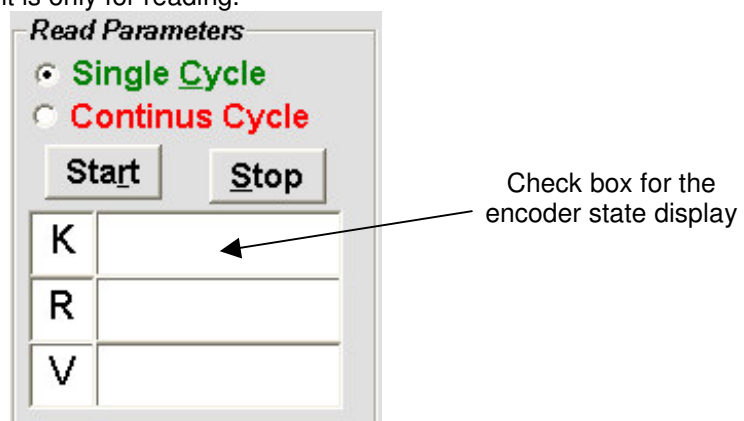 it is only for reading.
Read Parameters
Single Cycle
Continus Cycle
Start Stop
Check box for the
encoder state display
K
R
V